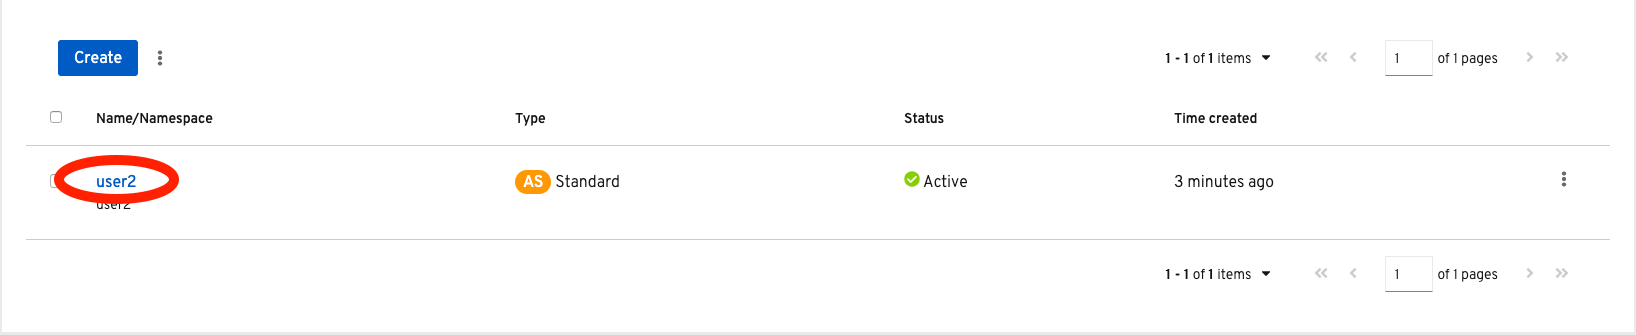 Create 1 - 1 of 1 items 1 of 1 pages
Name/Namespace Type Status Time created
user2 AS Standard Active 3 minutes ago
user2
1 - 1 of 1 items 1 of 1 pages